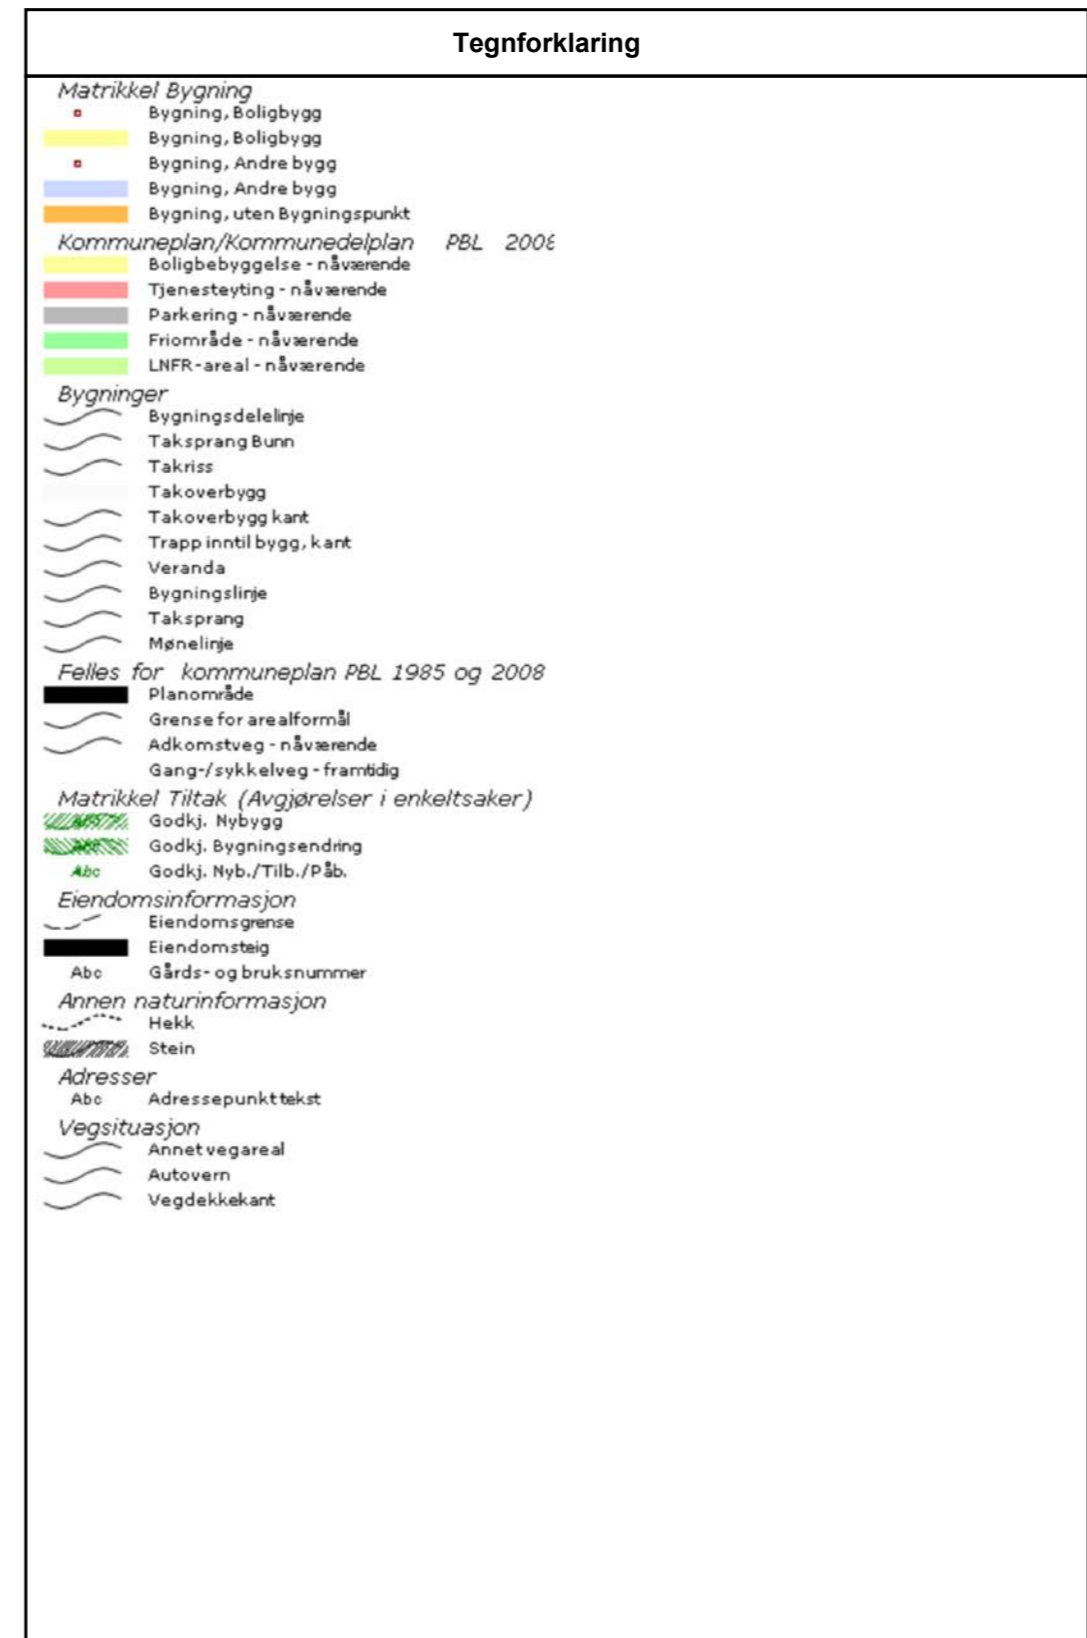 Tegnforklaring
Matrikkel Bygning
Bygning, Boligbygg
Bygning, Boligbygg
Bygning, Andre bygg
Bygning, Andre bygg
Bygning, uten Bygningspunkt
Kommuneplan/Kommunedelplan PBL 2008
Boligbebyggelse - nåværende
Tjenesteyting - nåværende
Parkering - nåværende
Friområde - nåværende
LNFR-areal - nåværende
Bygninger
Bygningsdelelinje
Taksprang Bunn
Takriss
Takoverbygg
Takoverbygg kant
Trapp inntil bygg, kant
Veranda
Bygningslinje
Taksprang
Mønelinje
Felles for kommuneplan PBL 1985 og 2008
Planområde
Grense for arealformål
Adkomstveg - nåværende
Gang-/sykkelveg - framtidig
Matrikkel Tiltak (Avgjørelser i enkeltsaker)
Abc Godkj. Nybygg
Abc Godkj. Bygningsendring
Abc Godkj. Nyb./Tilb./Påb.
Eiendomsinformasjon
Eiendomsgrense
Eiendomsteig
Abc Gårds- og bruksnummer
Annen naturinformasjon
Hekk
Stein
Adresser
Abc Adressepunkttekst
Vegsituasjon
Annet vegareal
Autovern
Vegdekkekant